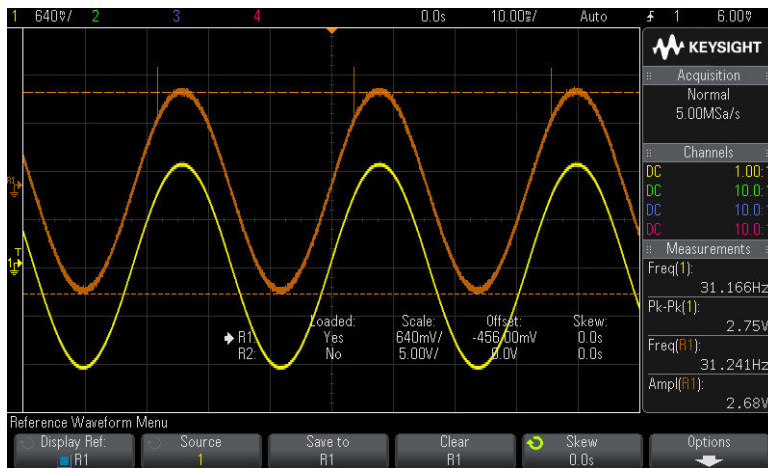 1 640mV/ 2 3 4 0.0s 10.00ms/ Auto 1 6.00V
KEYSIGHT
Acquisition
Normal
5.00MSa/s
Channels
DC 1.00:1
DC 10.0:1
DC 10.0:1
DC 10.0:1
Measurements
Freq(1):
31.166Hz
Pk-Pk(1):
2.75V
Freq(R1):
31.241Hz
Ampl(R1):
2.68V
R1
T
1
Loaded: Scale: Offset: Skew:
R1: Yes 640mV/ -456.00mV 0.0s
R2: No 5.00V/ 0.0V 0.0s
Reference Waveform Menu
Display Ref: Source Save to Clear Skew Options
R1 1 R1 R1 0.0s